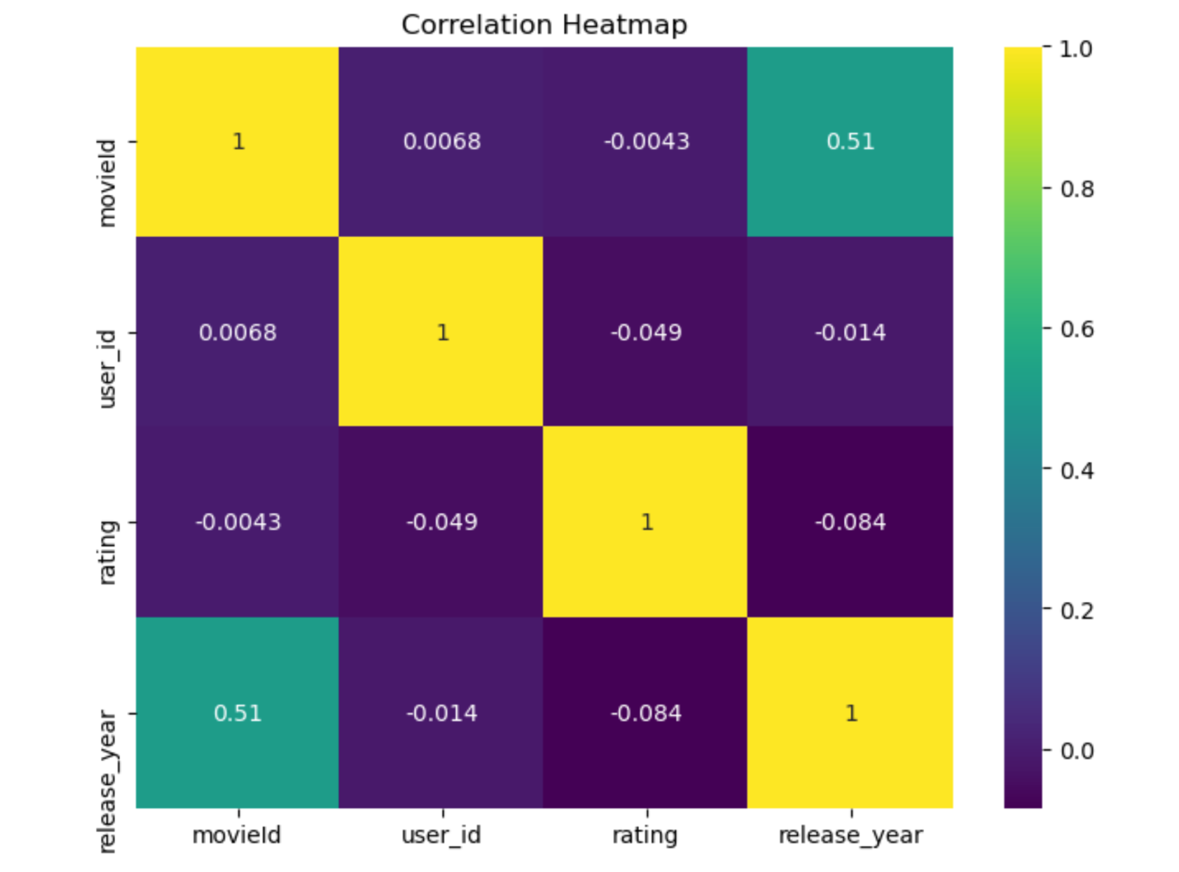 Correlation Heatmap
movieId 1 0.0068 -0.0043 0.51
user_id 0.0068 1 -0.049 -0.014
rating -0.0043 -0.049 1 -0.084
release_year 0.51 -0.014 -0.084 1
movieId user_id rating release_year
1.0
0.8
0.6
0.4
0.2
0.0